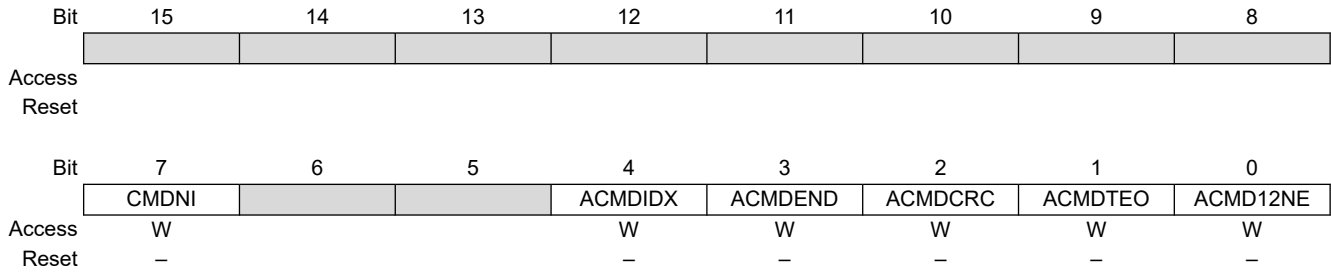 Bit 15 14 13 12 11 10 9 8
Access
Reset
Bit 7 6 5 4 3 2 1 0
CMDNI ACMDIDX ACMDEND ACMDCRC ACMDTEO ACMD12NE
Access W W W W W W
Reset – – – – – –